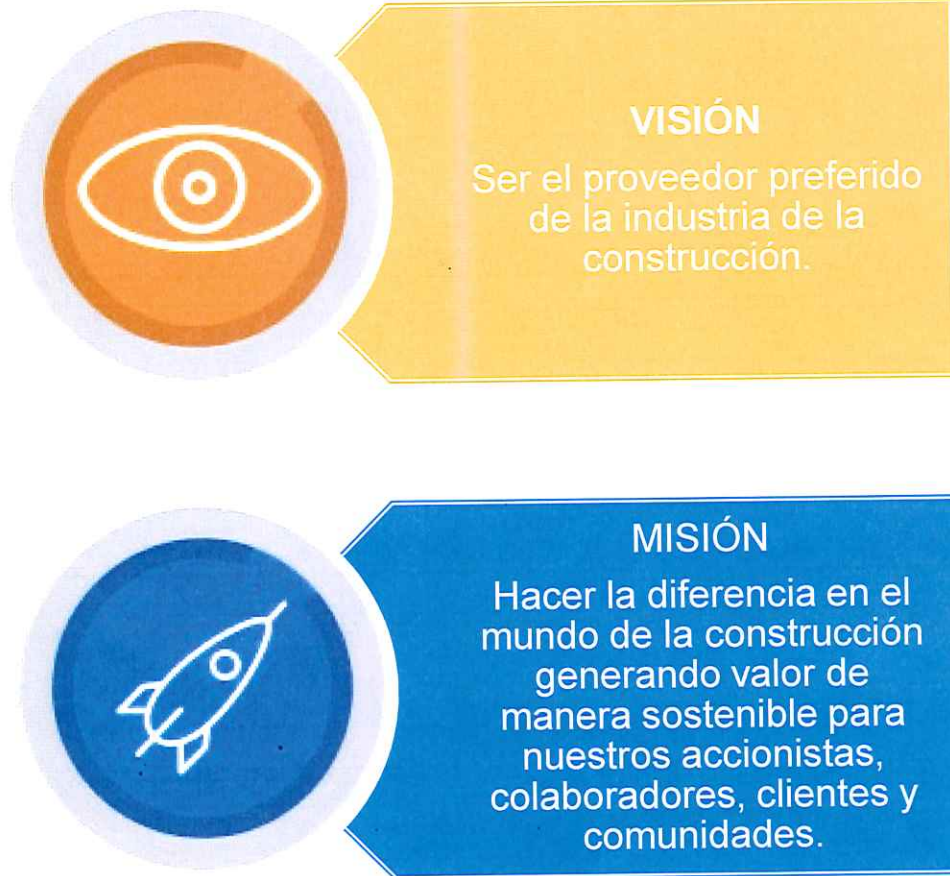 VISIÓN
Ser el proveedor preferido
de la industria de la
construcción.
MISIÓN
Hacer la diferencia en el
mundo de la construcción
generando valor de
manera sostenible para
nuestros accionistas,
colaboradores, clientes y
comunidades.